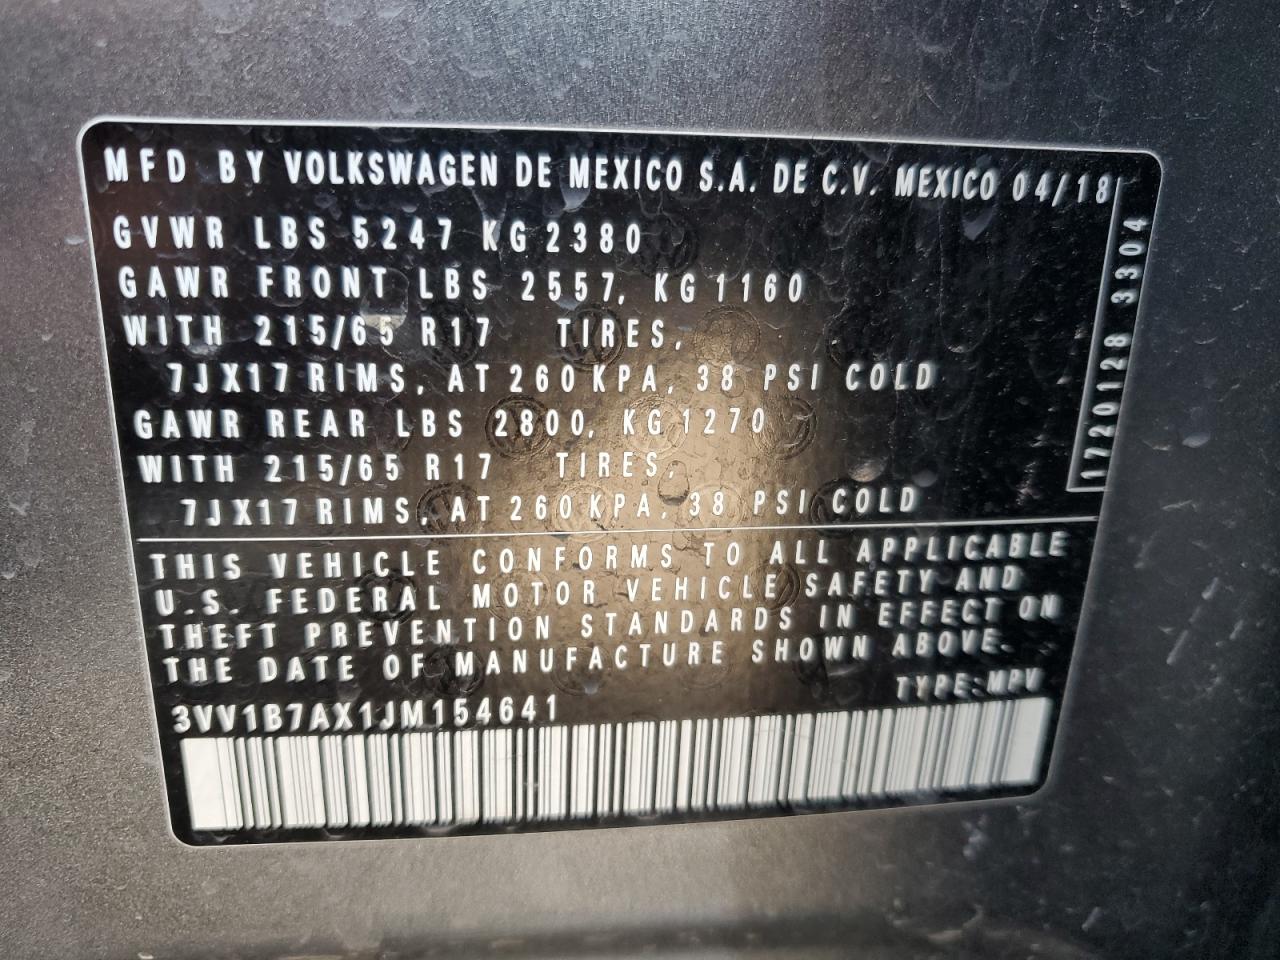 MFD BY VOLKSWAGEN DE MEXICO S.A. DE C.V. MEXICO 04/18
GVWR LBS 5247 KG 2380
GAWR FRONT LBS 2557, KG 1160
WITH 215/65 R17 TIRES,
7JX17 RIMS, AT 260 KPA, 38 PSI COLD
GAWR REAR LBS 2800, KG 1270
WITH 215/65 R17 TIRES,
7JX17 RIMS, AT 260 KPA, 38 PSI COLD
1720128 3304
THIS VEHICLE CONFORMS TO ALL APPLICABLE
U.S. FEDERAL MOTOR VEHICLE SAFETY AND
THEFT PREVENTION STANDARDS IN EFFECT ON
THE DATE OF MANUFACTURE SHOWN ABOVE.
TYPE:MPV
3VV1B7AX1JM154641